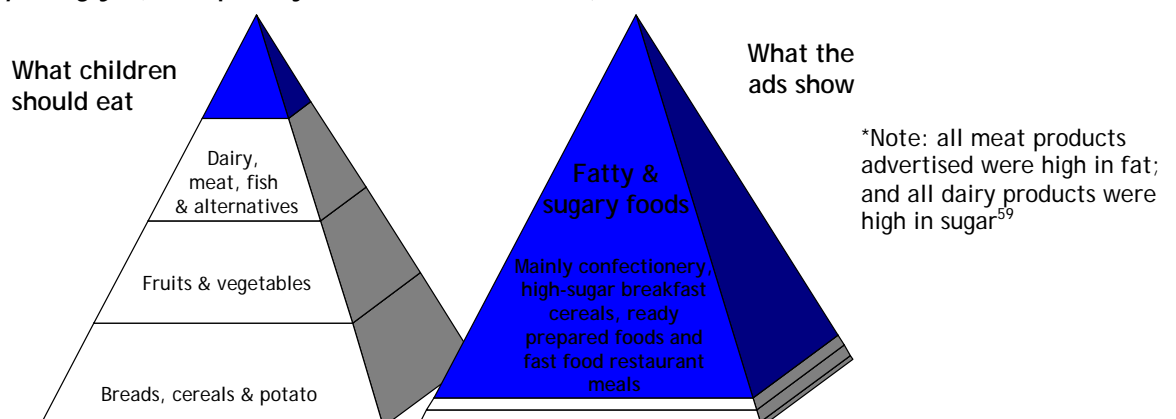 What children
should eat
Dairy,
meat, fish
& alternatives
Fruits & vegetables
Breads, cereals & potato
What the
ads show
Fatty &
sugary foods
Mainly confectionery,
high-sugar breakfast
cereals, ready
prepared foods and
fast food restaurant
meals
*Note: all meat products
advertised were high in fat;
and all dairy products were
high in sugar59